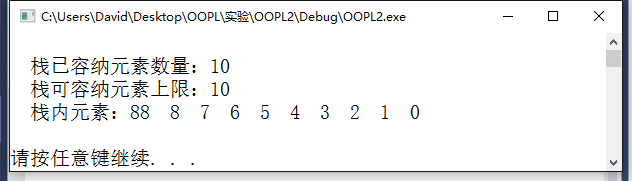 C:\Users\David\Desktop\OOPL\实验\OOPL2\Debug\OOPL2.exe
栈已容纳元素数量：10
栈可容纳元素上限：10
栈内元素：88 8 7 6 5 4 3 2 1 0
请按任意键继续. . .